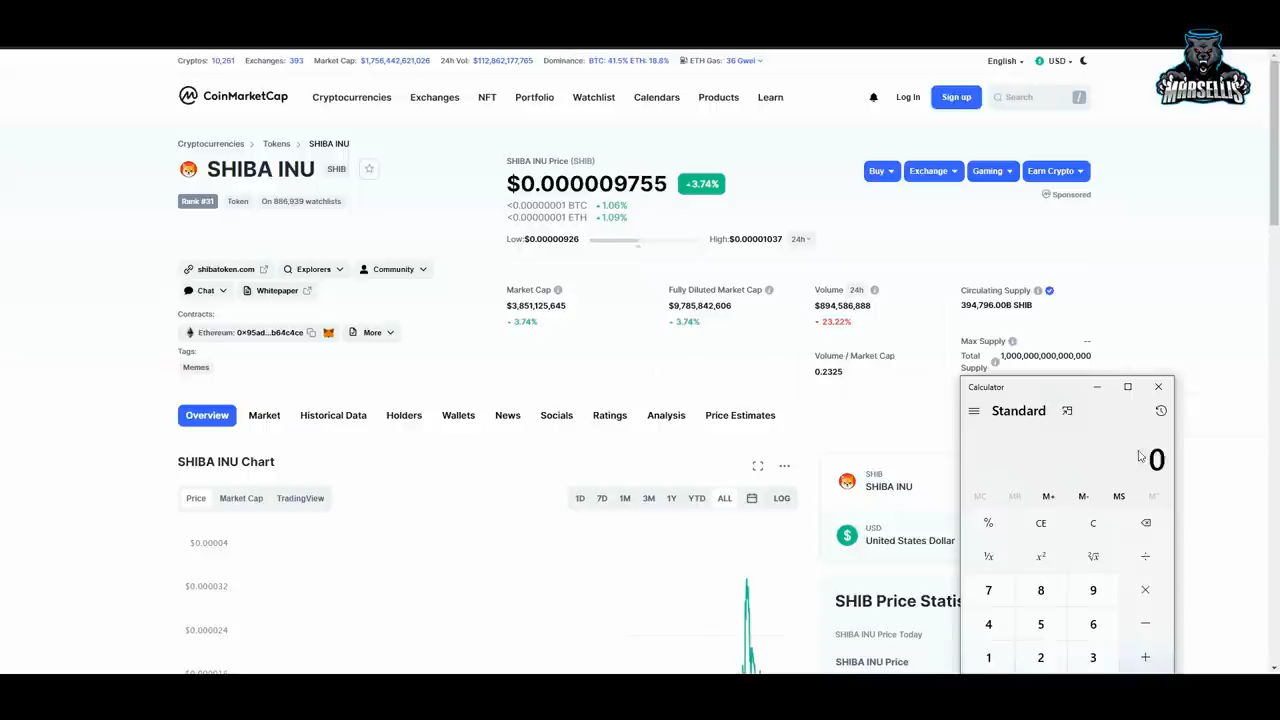 Cryptos: 10,261 Exchanges: 393 Market Cap: $1,756,442,621,026 24h Vol: $112,862,177,765 Dominance: BTC: 41.5% ETH: 18.8% ETH Gas: 36 Gwei English USD
MARSELLIS
CoinMarketCap Cryptocurrencies Exchanges NFT Portfolio Watchlist Calendars Products Learn Log In Sign up Search /
Cryptocurrencies > Tokens > SHIBA INU
SHIBA INU SHIB
Rank #31 Token On 886,939 watchlists
SHIBA INU Price (SHIB)
$0.000009755 3.74%
<0.00000001 BTC 1.06%
<0.00000001 ETH 1.09%
Low:$0.00000926 High:$0.00001037 24h
Buy Exchange Gaming Earn Crypto
Sponsored
shibatoken.com Explorers Community
Chat Whitepaper
Contracts:
Ethereum: 0x95ad...b64c4ce More
Tags:
Memes
Market Cap
$3,851,125,645
3.74%
Fully Diluted Market Cap
$9,785,842,606
3.74%
Volume 24h
$894,586,888
23.22%
Volume / Market Cap
0.2325
Circulating Supply
394,796.00B SHIB
Max Supply --
Total Supply 1,000,000,000,000,000
Overview Market Historical Data Holders Wallets News Socials Ratings Analysis Price Estimates
SHIBA INU Chart
Price Market Cap TradingView 1D 7D 1M 3M 1Y YTD ALL LOG
$0.00004
$0.000032
$0.000024
SHIB
SHIBA INU
USD
United States Dollar
SHIB Price Statis
SHIBA INU Price Today
SHIBA INU Price
Calculator
Standard
0
MC MR M+ M- MS
% CE C
¹/x x² ²√x ÷
7 8 9 ×
4 5 6 −
1 2 3 +